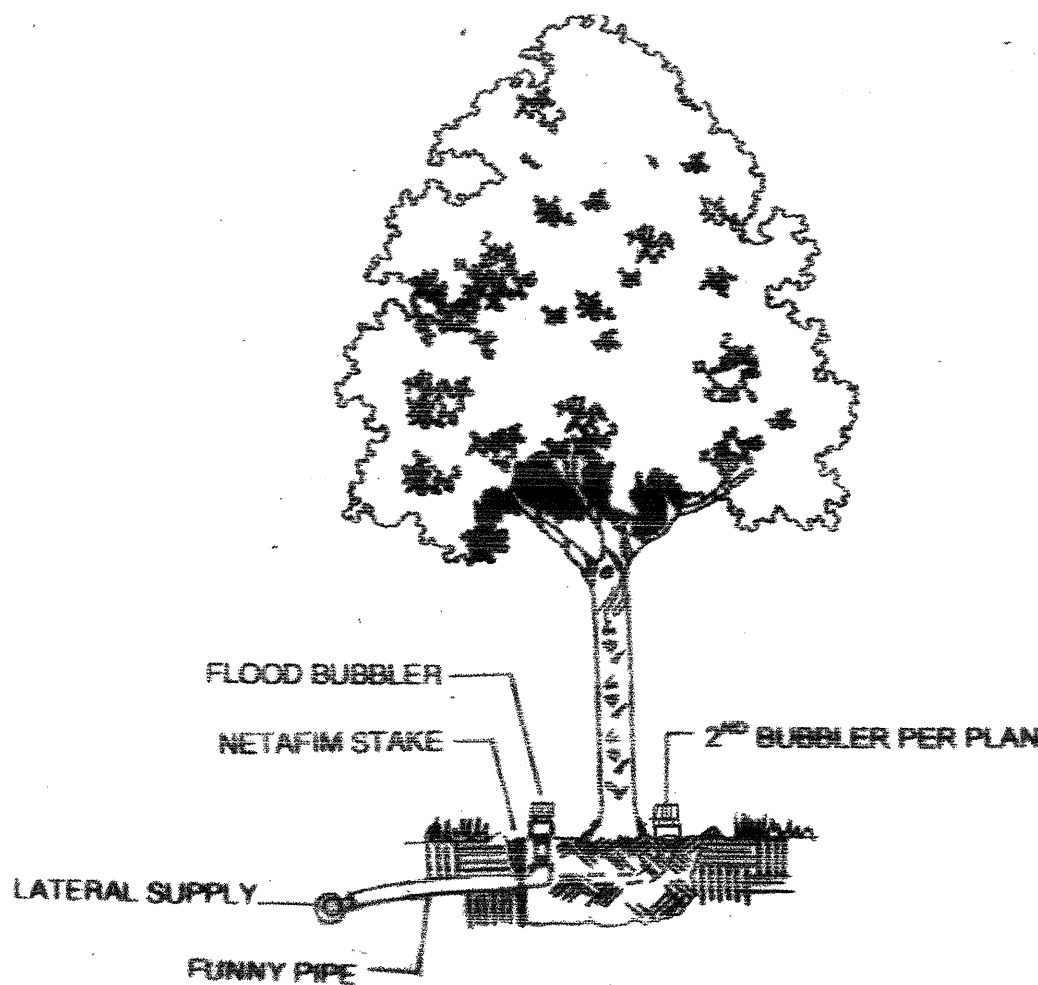 FLOOD BUBBLER
NETAFIM STAKE
2ND BUBBLER PER PLAN
LATERAL SUPPLY
FUNNY PIPE